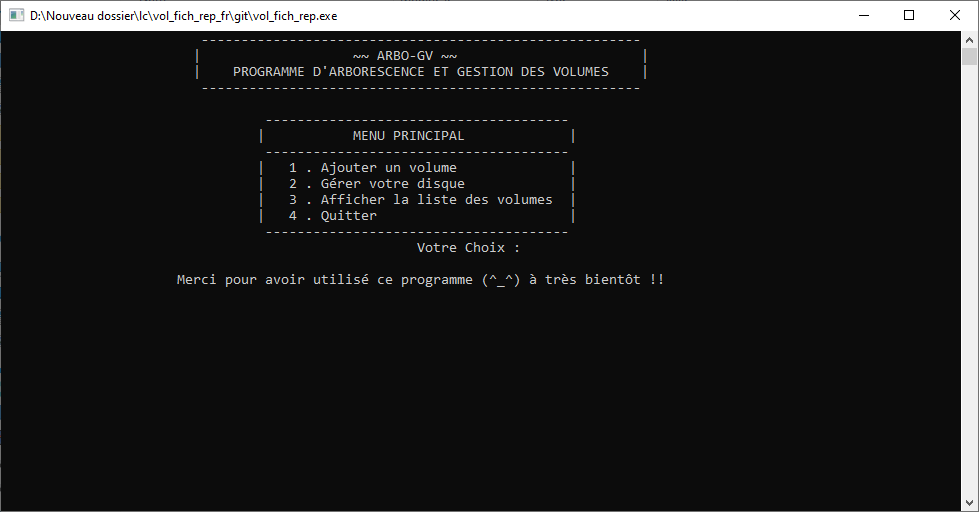 D:\Nouveau dossier\lc\vol_fich_rep_fr\git\vol_fich_rep.exe
~~ ARBO-GV ~~
PROGRAMME D'ARBORESCENCE ET GESTION DES VOLUMES
MENU PRINCIPAL
1 . Ajouter un volume
2 . Gérer votre disque
3 . Afficher la liste des volumes
4 . Quitter
Votre Choix :
Merci pour avoir utilisé ce programme (^_^) à très bientôt !!